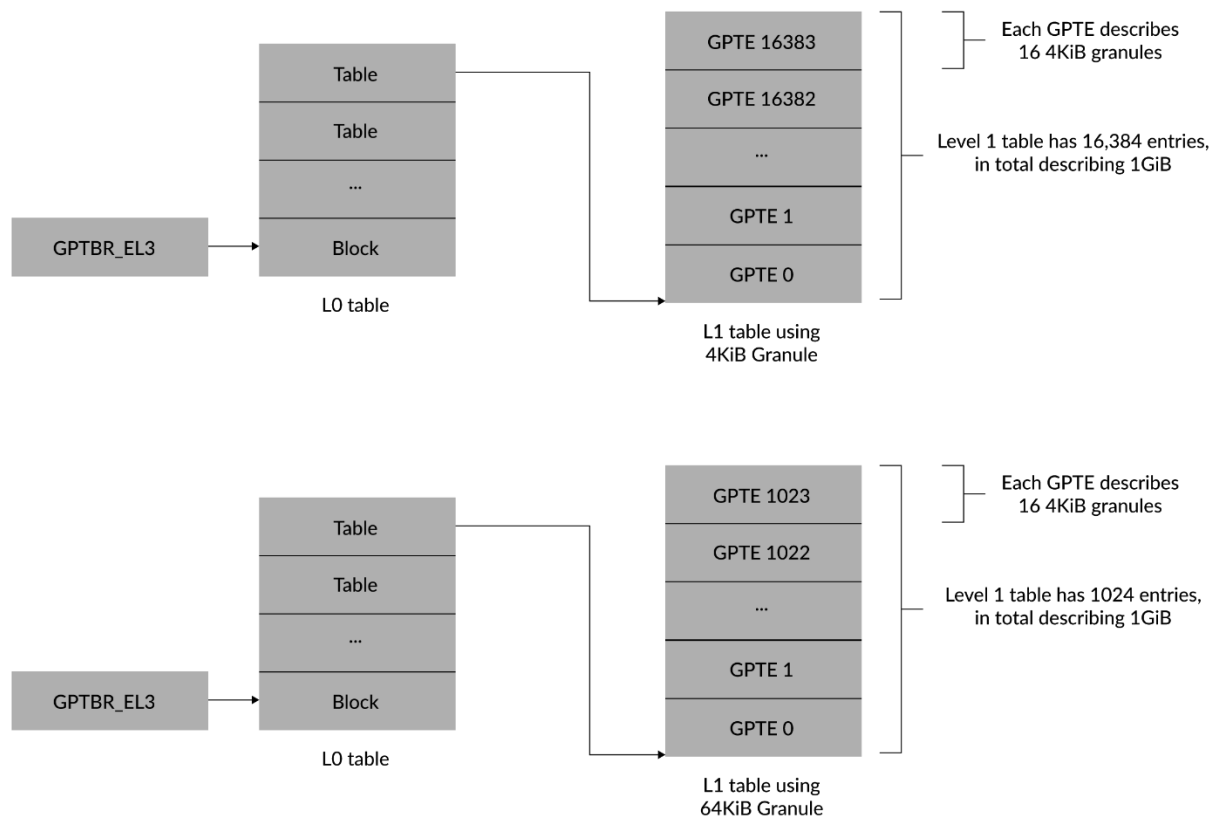 GPTE 16383
Each GPTE describes
16 4KiB granules
Table
GPTE 16382
Table
Level 1 table has 16,384 entries,
in total describing 1GiB
...
...
GPTE 1
GPTBR_EL3
Block
GPTE 0
L0 table
L1 table using
4KiB Granule
GPTE 1023
Each GPTE describes
16 4KiB granules
Table
GPTE 1022
Table
Level 1 table has 1024 entries,
in total describing 1GiB
...
...
GPTE 1
GPTBR_EL3
Block
GPTE 0
L0 table
L1 table using
64KiB Granule